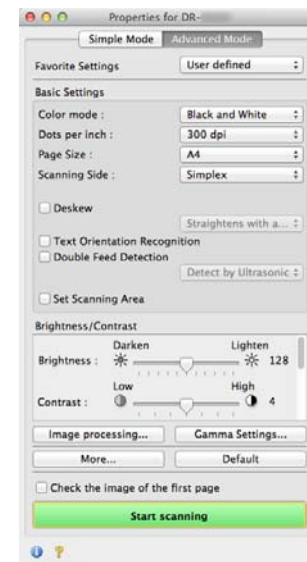 Properties for DR-
Simple Mode Advanced Mode
Favorite Settings User defined
Basic Settings
Color mode : Black and White
Dots per inch : 300 dpi
Page Size : A4
Scanning Side : Simplex
Deskew
Straightens with a...
Text Orientation Recognition
Double Feed Detection
Detect by Ultrasonic
Set Scanning Area
Brightness/Contrast
Darken Lighten
Brightness : 128
Low High
Contrast : 4
Image processing... Gamma Settings...
More... Default
Check the image of the first page
Start scanning